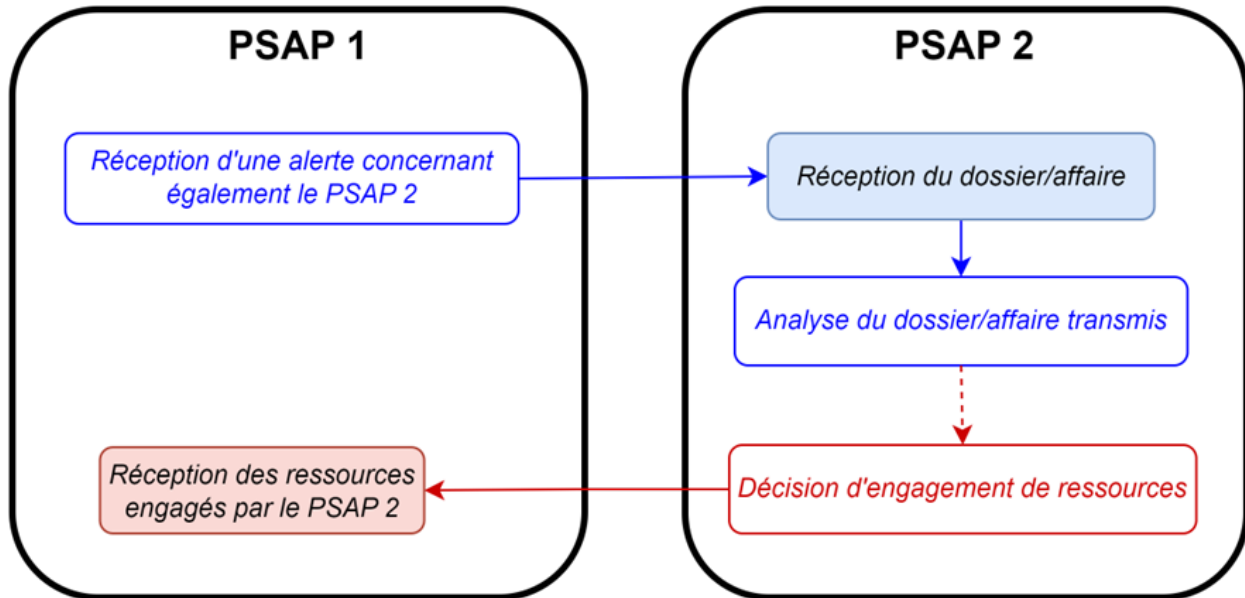 PSAP 1
Réception d'une alerte concernant
également le PSAP 2
Réception des ressources
engagés par le PSAP 2
PSAP 2
Réception du dossier/affaire
Analyse du dossier/affaire transmis
Décision d'engagement de ressources